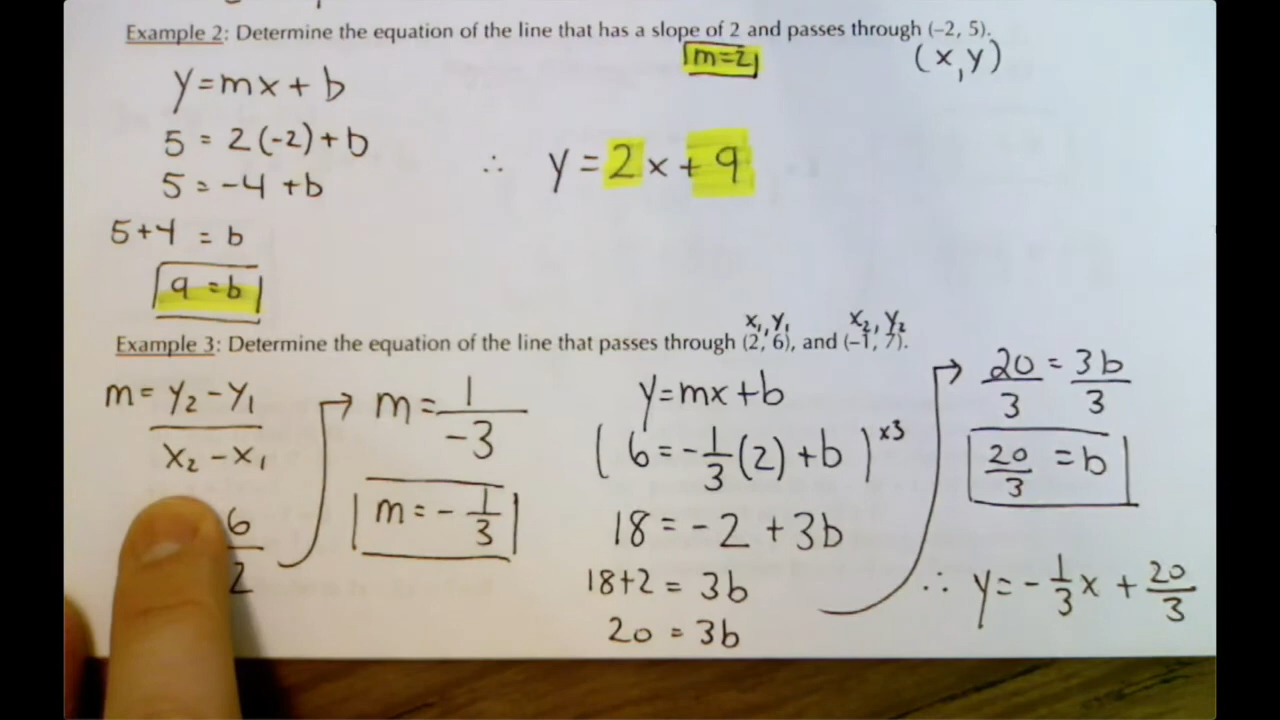 Example 2: Determine the equation of the line that has a slope of 2 and passes through (−2, 5).
m=2
(x,y)
y=mx+b
5 = 2(-2)+b
5 = -4 +b
5+4 = b
9 = b
∴ y = 2x + 9
Example 3: Determine the equation of the line that passes through (2, 6), and (−1, 7).
x₁, y₁ x₂, y₂
m = y₂ - y₁ / x₂ - x₁
6
2
m = 1 / -3
m = - 1/3
y=mx+b
( 6 = -1/3 (2) + b ) x3
18 = -2 + 3b
18+2 = 3b
20 = 3b
20/3 = 3b/3
20/3 = b
∴ y = - 1/3 x + 20/3